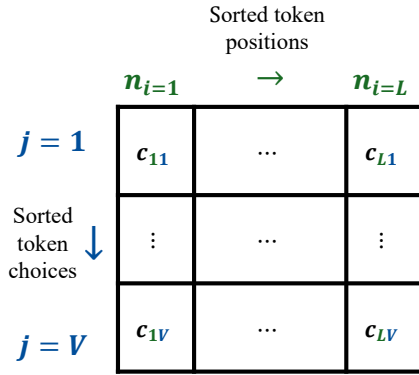 Sorted token
positions
n_{i=1} → n_{i=L}
j = 1
c_{11} ... c_{L1}
Sorted
token
choices ↓
⋮ ... ⋮
j = V
c_{1V} ... c_{LV}